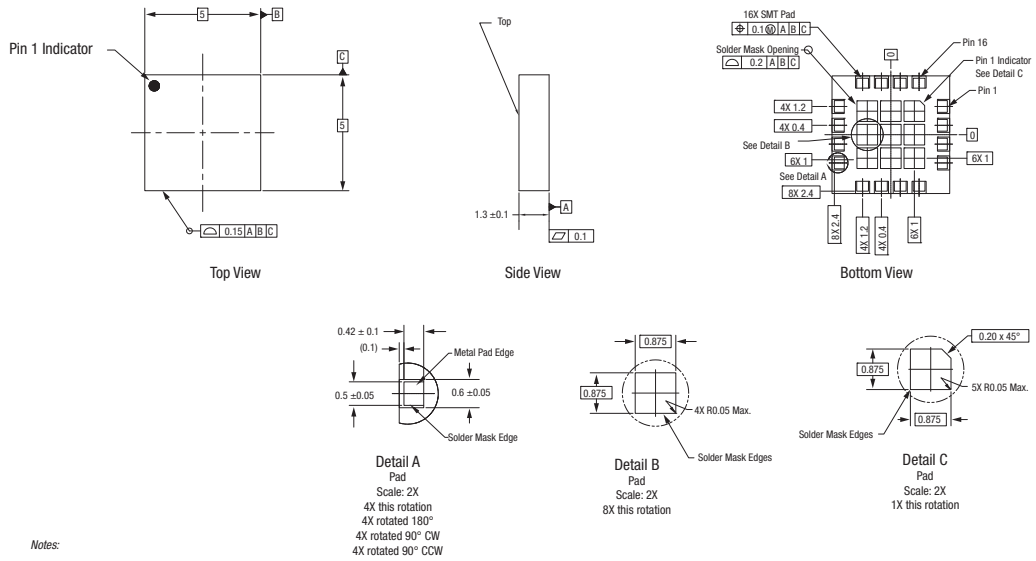 5
B
Pin 1 Indicator
C
5
0.15 A B C
Top View
Top
1.3 ±0.1
A
0.1
Side View
16X SMT Pad
0.1 Ⓜ A B C
Solder Mask Opening
0.2 A B C
0
Pin 16
Pin 1 Indicator
See Detail C
Pin 1
4X 1.2
4X 0.4
See Detail B
0
6X 1
6X 1
See Detail A
8X 2.4
8X 2.4
4X 1.2
4X 0.4
6X 1
Bottom View
0.42 ± 0.1
(0.1)
Metal Pad Edge
0.5 ±0.05
0.6 ±0.05
Solder Mask Edge
Detail A
Pad
Scale: 2X
4X this rotation
4X rotated 180°
4X rotated 90° CW
4X rotated 90° CCW
0.875
0.875
4X R0.05 Max.
Solder Mask Edges
Detail B
Pad
Scale: 2X
8X this rotation
0.20 x 45°
0.875
5X R0.05 Max.
0.875
Solder Mask Edges
Detail C
Pad
Scale: 2X
1X this rotation
Notes: